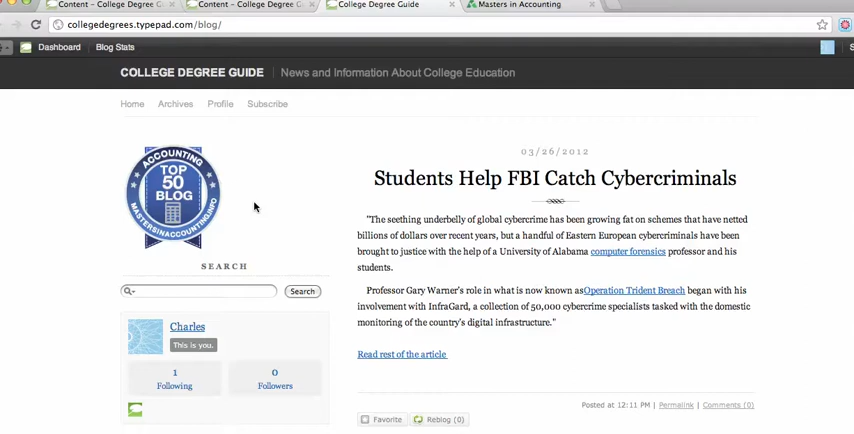 Content – College Degree G
Content – College Degree G
College Degree Guide
Masters in Accounting
collegedegrees.typepad.com/blog/
Dashboard Blog Stats
COLLEGE DEGREE GUIDE News and Information About College Education
Home Archives Profile Subscribe
ACCOUNTING
TOP
50
BLOG
MASTERSINACCOUNTING.INFO
SEARCH
Search
Charles
This is you.
1
Following
0
Followers
03/26/2012
Students Help FBI Catch Cybercriminals
"The seething underbelly of global cybercrime has been growing fat on schemes that have netted
billions of dollars over recent years, but a handful of Eastern European cybercriminals have been
brought to justice with the help of a University of Alabama computer forensics professor and his
students.
Professor Gary Warner's role in what is now known asOperation Trident Breach began with his
involvement with InfraGard, a collection of 50,000 cybercrime specialists tasked with the domestic
monitoring of the country's digital infrastructure."
Read rest of the article
Posted at 12:11 PM | Permalink | Comments (0)
Favorite Reblog (0)